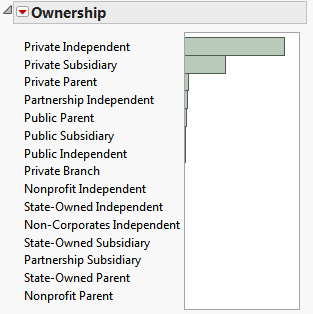 Ownership
Private Independent
Private Subsidiary
Private Parent
Partnership Independent
Public Parent
Public Subsidiary
Public Independent
Private Branch
Nonprofit Independent
State-Owned Independent
Non-Corporates Independent
State-Owned Subsidiary
Partnership Subsidiary
State-Owned Parent
Nonprofit Parent